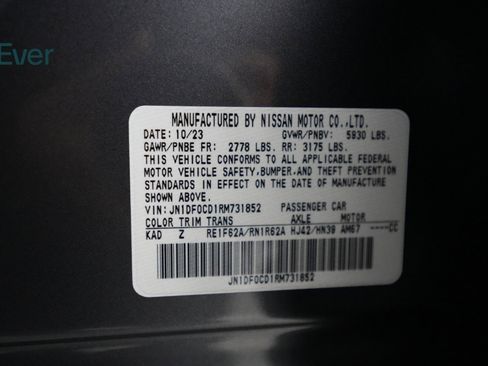 Ever
MANUFACTURED BY NISSAN MOTOR CO.,LTD.
DATE: 10/23 GVWR/PNBV: 5930 LBS.
GAWR/PNBE FR: 2778 LBS. RR: 3175 LBS.
THIS VEHICLE CONFORMS TO ALL APPLICABLE FEDERAL
MOTOR VEHICLE SAFETY,BUMPER,AND THEFT PREVENTION
STANDARDS IN EFFECT ON THE DATE OF MANUFACTURE
SHOWN ABOVE.
VIN: JN1DF0CD1RM731852 PASSENGER CAR
COLOR TRIM TRANS AXLE MOTOR
KAD Z RE1F62A/RN1R62A HJ42/HN39 AM67 ----CC
JN1DF0CD1RM731852